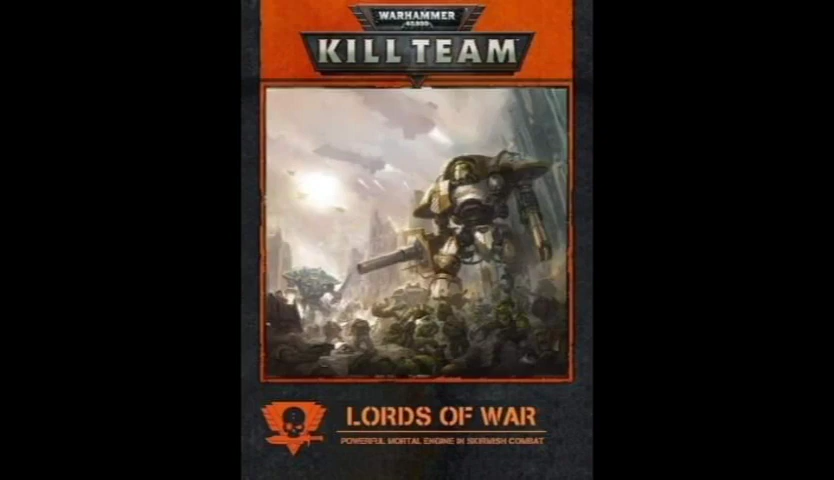 WARHAMMER
40,000
KILL TEAM
LORDS OF WAR
POWERFUL MORTAL ENGINE IN SKIRMISH COMBAT